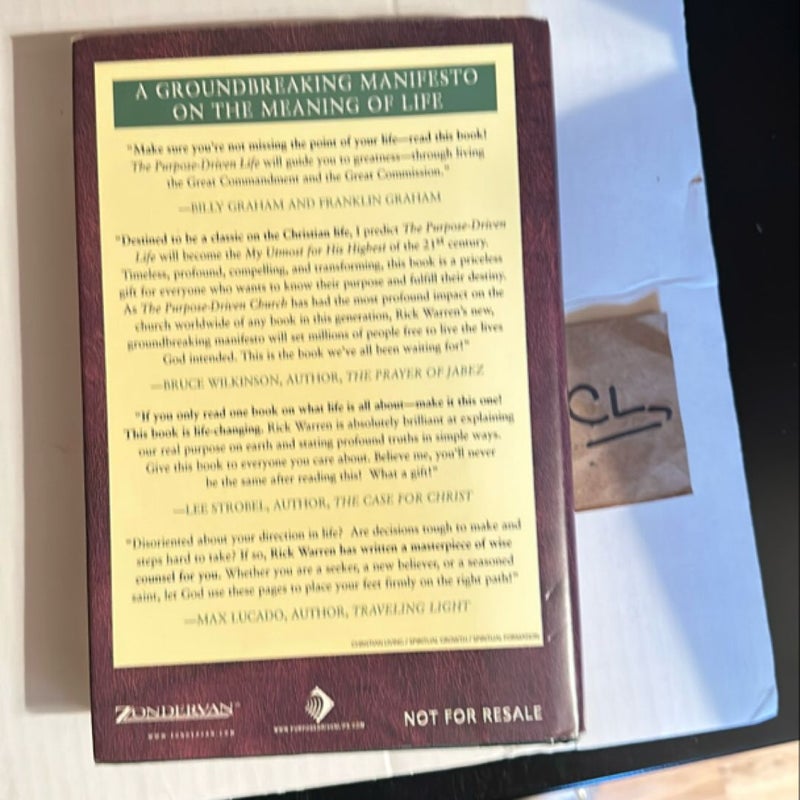 A GROUNDBREAKING MANIFESTO
ON THE MEANING OF LIFE
"Make sure you're not missing the point of your life—read this book!
The Purpose-Driven Life will guide you to greatness—through living
the Great Commandment and the Great Commission."
—BILLY GRAHAM AND FRANKLIN GRAHAM
"Destined to be a classic on the Christian life, I predict The Purpose-Driven
Life will become the My Utmost for His Highest of the 21st century.
Timeless, profound, compelling, and transforming, this book is a priceless
gift for everyone who wants to know their purpose and fulfill their destiny.
As The Purpose-Driven Church has had the most profound impact on the
church worldwide of any book in this generation, Rick Warren's new,
groundbreaking manifesto will set millions of people free to live the lives
God intended. This is the book we've all been waiting for!"
—BRUCE WILKINSON, AUTHOR, THE PRAYER OF JABEZ
"If you only read one book on what life is all about—make it this one!
This book is life-changing. Rick Warren is absolutely brilliant at explaining
our real purpose on earth and stating profound truths in simple ways.
Give this book to everyone you care about. Believe me, you'll never
be the same after reading this! What a gift!"
—LEE STROBEL, AUTHOR, THE CASE FOR CHRIST
"Disoriented about your direction in life? Are decisions tough to make and
steps hard to take? If so, Rick Warren has written a masterpiece of wise
counsel for you. Whether you are a seeker, a new believer, or a seasoned
saint, let God use these pages to place your feet firmly on the right path!"
—MAX LUCADO, AUTHOR, TRAVELING LIGHT
CHRISTIAN LIVING / SPIRITUAL GROWTH / SPIRITUAL FORMATION
ZONDERVAN®
WWW.ZONDERVAN.COM
WWW.PURPOSEDRIVENLIFE.COM
NOT FOR RESALE
CL,